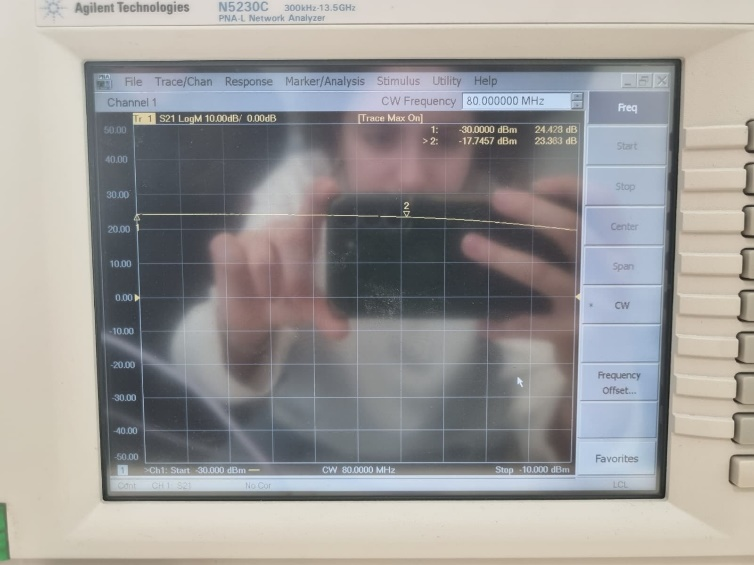 Agilent Technologies N5230C 300kHz-13.5GHz
PNA-L Network Analyzer
File Trace/Chan Response Marker/Analysis Stimulus Utility Help
Channel 1 CW Frequency 80.000000 MHz
Freq
Tr 1 S21 LogM 10.00dB/ 0.00dB [Trace Max On]
50.00
1: -30.0000 dBm 24.428 dB
> 2: -17.7457 dBm 23.383 dB
Start
40.00
Stop
30.00
2
1
20.00
Center
10.00
Span
0.00
CW
-10.00
-20.00
Frequency
Offset...
-30.00
-40.00
-50.00
Favorites
1 >Ch1: Start -30.000 dBm CW 80.0000 MHz Stop -10.000 dBm
CH 1: S21 No Cor LCL